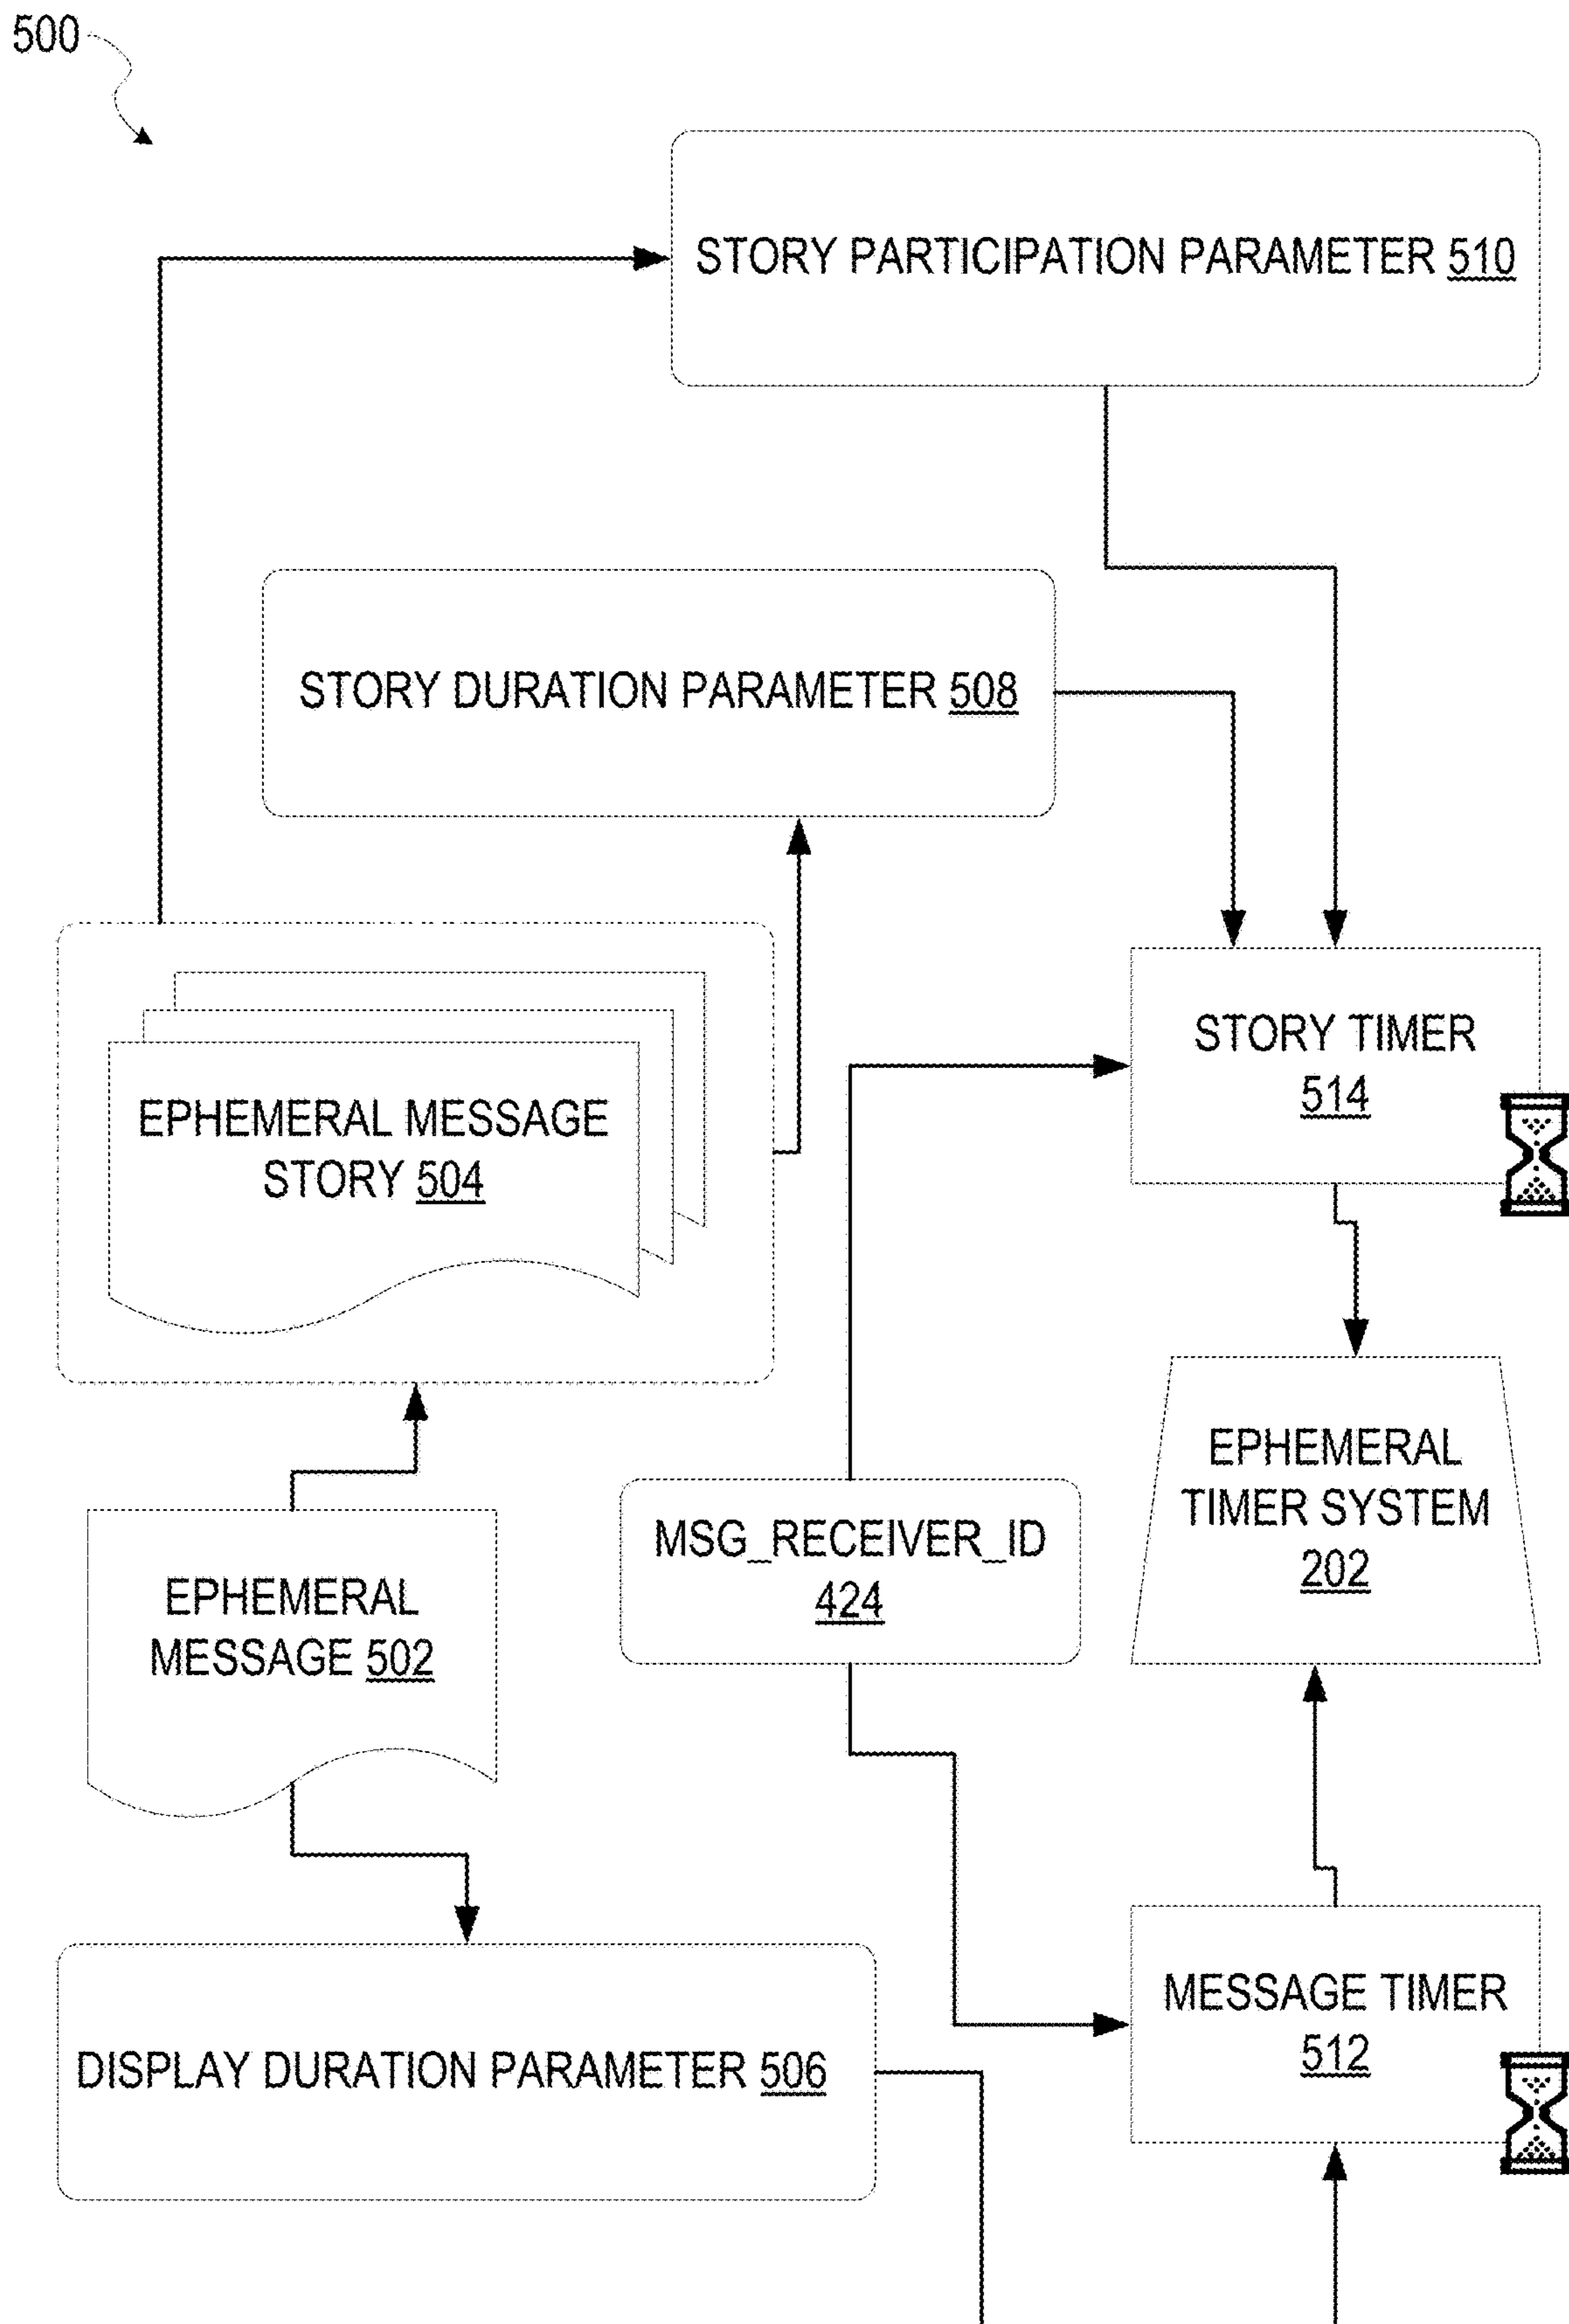 500
STORY PARTICIPATION PARAMETER 510
STORY DURATION PARAMETER 508
STORY TIMER
514
EPHEMERAL MESSAGE
STORY 504
EPHEMERAL
TIMER SYSTEM
202
MSG_RECEIVER_ID
424
EPHEMERAL
MESSAGE 502
MESSAGE TIMER
512
DISPLAY DURATION PARAMETER 506